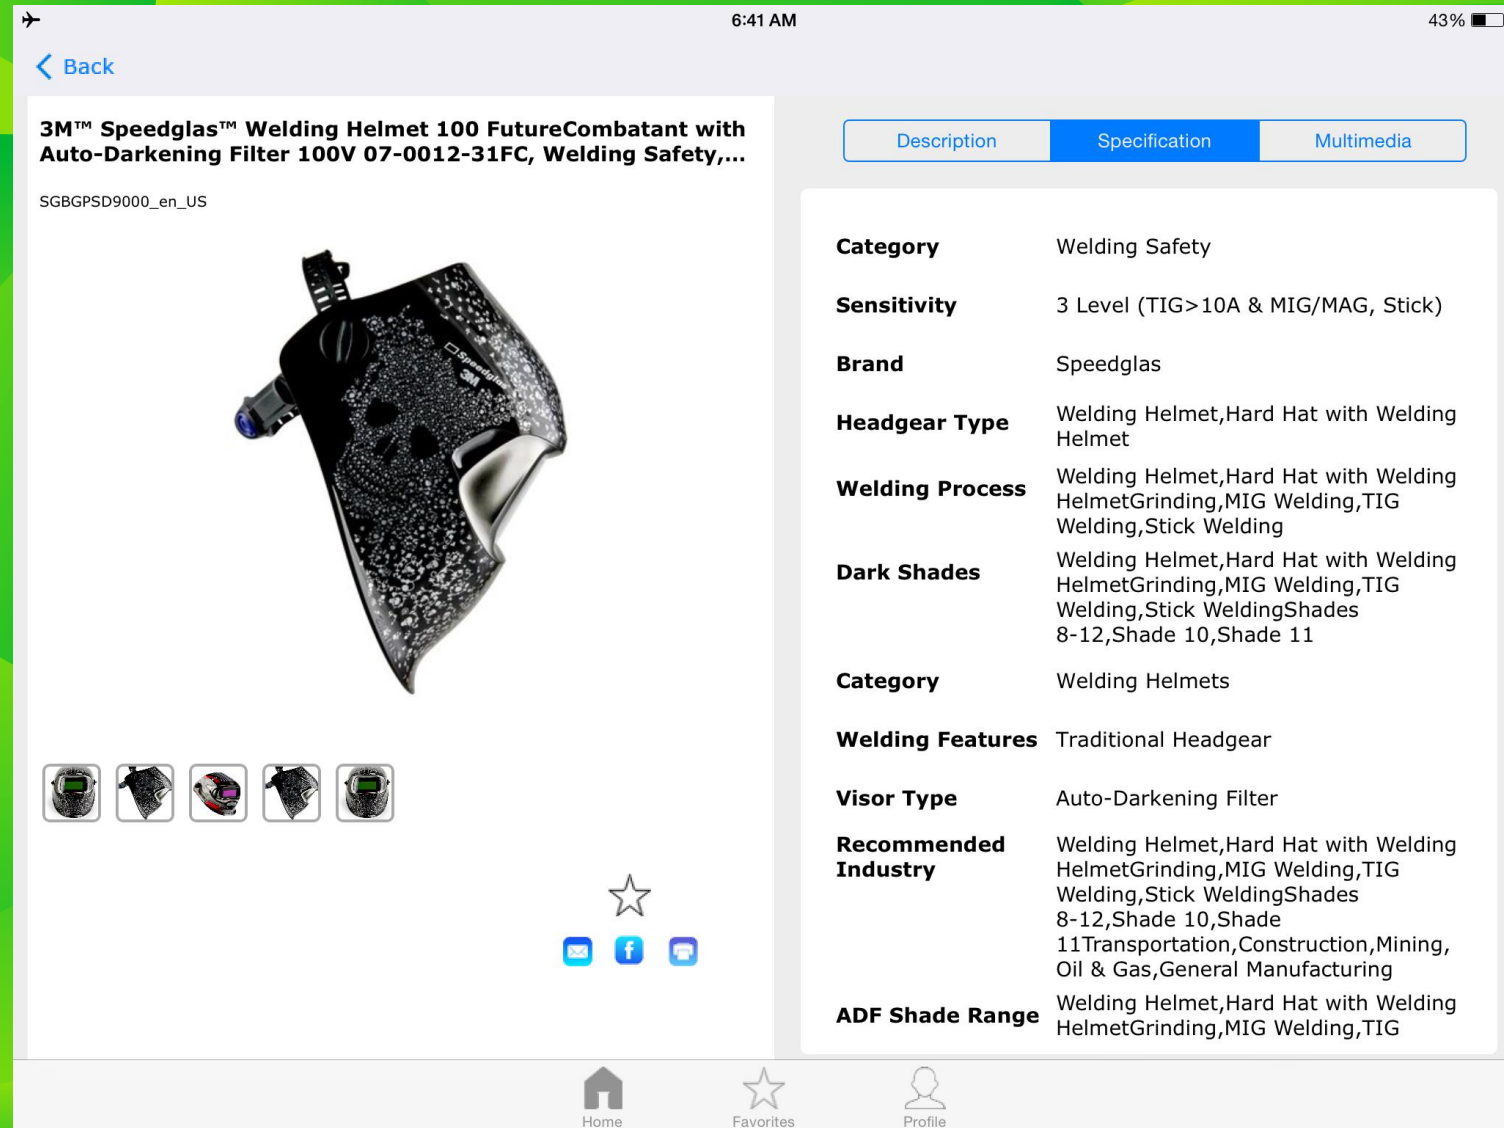 6:41 AM
43%
Back
3M™ Speedglas™ Welding Helmet 100 FutureCombatant with
Auto-Darkening Filter 100V 07-0012-31FC, Welding Safety,...
SGBGPSD9000_en_US
Speedglas
3M
Description
Specification
Multimedia
Category
Welding Safety
Sensitivity
3 Level (TIG>10A & MIG/MAG, Stick)
Brand
Speedglas
Headgear Type
Welding Helmet,Hard Hat with Welding
Helmet
Welding Process
Welding Helmet,Hard Hat with Welding
HelmetGrinding,MIG Welding,TIG
Welding,Stick Welding
Dark Shades
Welding Helmet,Hard Hat with Welding
HelmetGrinding,MIG Welding,TIG
Welding,Stick WeldingShades
8-12,Shade 10,Shade 11
Category
Welding Helmets
Welding Features
Traditional Headgear
Visor Type
Auto-Darkening Filter
Recommended
Industry
Welding Helmet,Hard Hat with Welding
HelmetGrinding,MIG Welding,TIG
Welding,Stick WeldingShades
8-12,Shade 10,Shade
11Transportation,Construction,Mining,
Oil & Gas,General Manufacturing
ADF Shade Range
Welding Helmet,Hard Hat with Welding
HelmetGrinding,MIG Welding,TIG
Home
Favorites
Profile